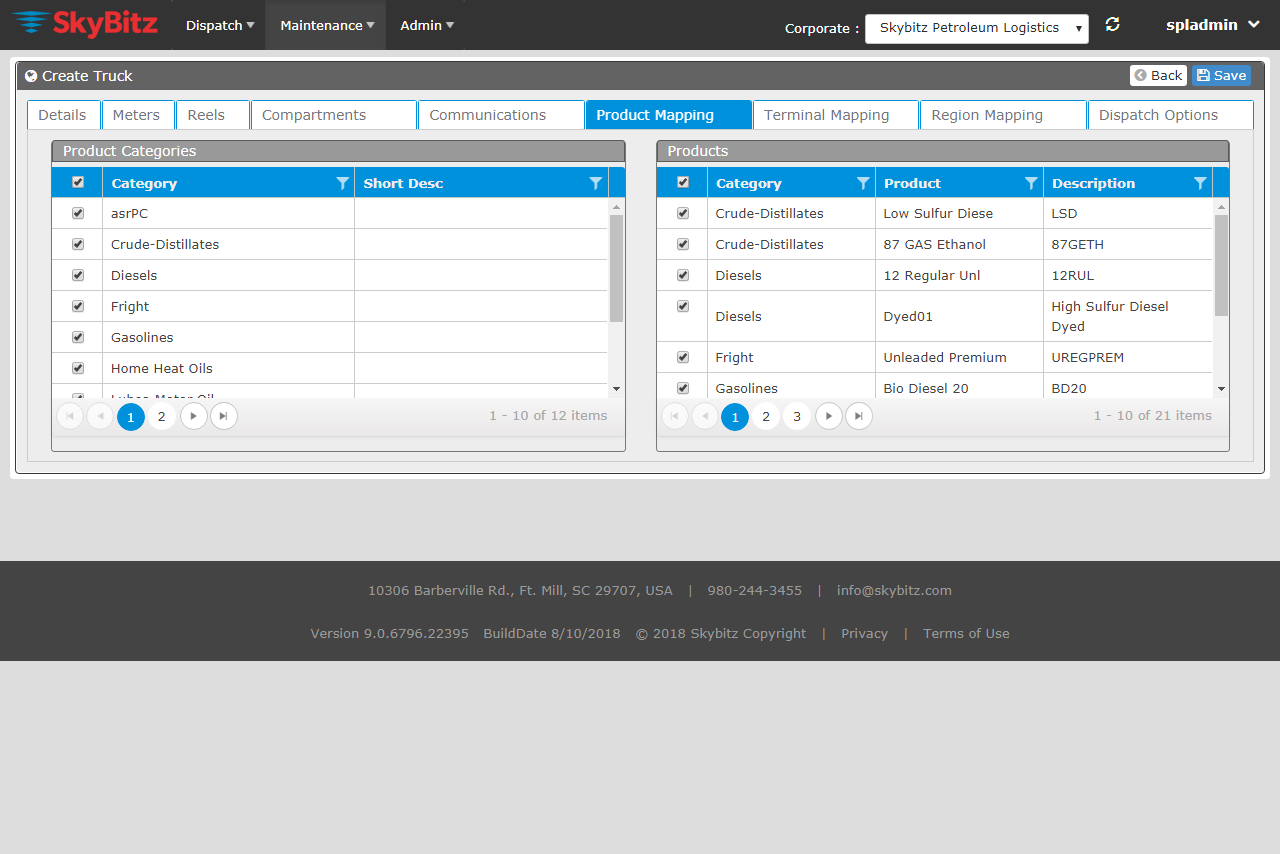 SkyBitz Dispatch Maintenance Admin Corporate : Skybitz Petroleum Logistics spladmin
Create Truck Back Save
Details Meters Reels Compartments Communications Product Mapping Terminal Mapping Region Mapping Dispatch Options
Product Categories
Category Short Desc
asrPC
Crude-Distillates
Diesels
Fright
Gasolines
Home Heat Oils
1 2 1 - 10 of 12 items
Products
Category Product Description
Crude-Distillates Low Sulfur Diese LSD
Crude-Distillates 87 GAS Ethanol 87GETH
Diesels 12 Regular Unl 12RUL
Diesels Dyed01 High Sulfur Diesel
Dyed
Fright Unleaded Premium UREGPREM
Gasolines Bio Diesel 20 BD20
1 2 3 1 - 10 of 21 items
10306 Barberville Rd., Ft. Mill, SC 29707, USA | 980-244-3455 | info@skybitz.com
Version 9.0.6796.22395 BuildDate 8/10/2018 © 2018 Skybitz Copyright | Privacy | Terms of Use